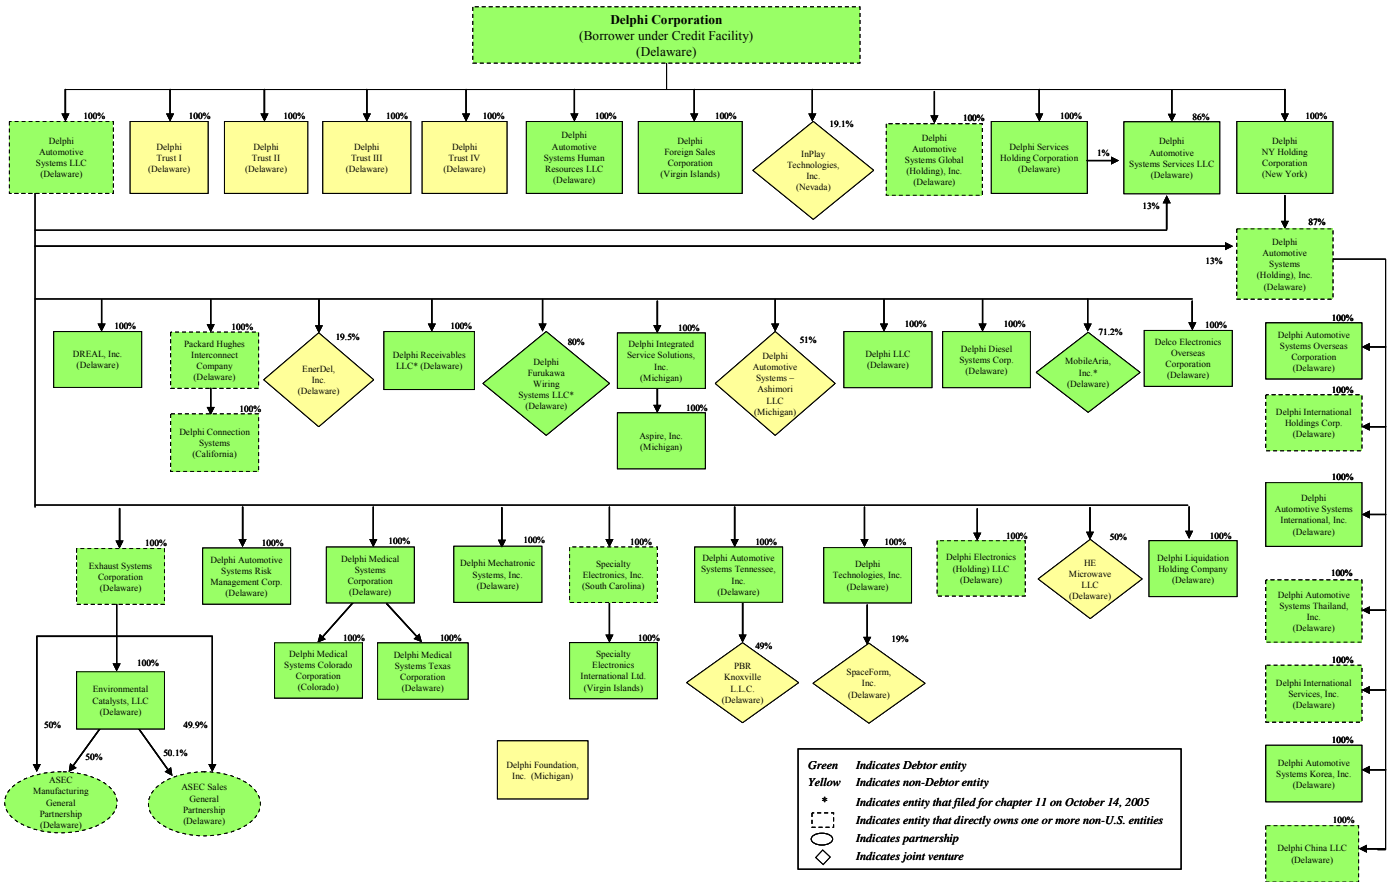 Delphi Corporation
(Borrower under Credit Facility)
(Delaware)
100%
Delphi
Automotive
Systems LLC
(Delaware)
100%
Delphi
Trust I
(Delaware)
100%
Delphi
Trust II
(Delaware)
100%
Delphi
Trust III
(Delaware)
100%
Delphi
Trust IV
(Delaware)
100%
Delphi
Automotive
Systems Human
Resources LLC
(Delaware)
100%
Delphi
Foreign Sales
Corporation
(Virgin Islands)
19.1%
InPlay
Technologies,
Inc.
(Nevada)
100%
Delphi
Automotive
Systems Global
(Holding), Inc.
(Delaware)
100%
Delphi Services
Holding Corporation
(Delaware)
1%
86%
Delphi
Automotive
Systems Services LLC
(Delaware)
13%
100%
Delphi
NY Holding
Corporation
(New York)
87%
Delphi
Automotive
Systems
(Holding), Inc.
(Delaware)
13%
100%
DREAL, Inc.
(Delaware)
100%
Packard Hughes
Interconnect
Company
(Delaware)
100%
Delphi Connection
Systems
(California)
19.5%
EnerDel,
Inc.
(Delaware)
100%
Delphi Receivables
LLC* (Delaware)
80%
Delphi
Furukawa
Wiring
Systems LLC*
(Delaware)
100%
Delphi Integrated
Service Solutions,
Inc.
(Michigan)
100%
Aspire, Inc.
(Michigan)
51%
Delphi
Automotive
Systems –
Ashimori
LLC
(Michigan)
100%
Delphi LLC
(Delaware)
100%
Delphi Diesel
Systems Corp.
(Delaware)
71.2%
MobileAria,
Inc.*
(Delaware)
100%
Delco Electronics
Overseas
Corporation
(Delaware)
100%
Delphi Automotive
Systems Overseas
Corporation
(Delaware)
100%
Delphi International
Holdings Corp.
(Delaware)
100%
Delphi
Automotive Systems
International, Inc.
(Delaware)
100%
Delphi Automotive
Systems Thailand,
Inc.
(Delaware)
100%
Delphi International
Services, Inc.
(Delaware)
100%
Delphi Automotive
Systems Korea, Inc.
(Delaware)
100%
Delphi China LLC
(Delaware)
100%
Exhaust Systems
Corporation
(Delaware)
100%
Environmental
Catalysts, LLC
(Delaware)
50%
50%
50.1%
49.9%
ASEC
Manufacturing
General
Partnership
(Delaware)
ASEC Sales
General
Partnership
(Delaware)
100%
Delphi Automotive
Systems Risk
Management Corp.
(Delaware)
100%
Delphi Medical
Systems
Corporation
(Delaware)
100%
Delphi Medical
Systems Colorado
Corporation
(Colorado)
100%
Delphi Medical
Systems Texas
Corporation
(Delaware)
100%
Delphi Mechatronic
Systems, Inc.
(Delaware)
100%
Specialty
Electronics, Inc.
(South Carolina)
100%
Specialty
Electronics
International Ltd.
(Virgin Islands)
100%
Delphi Automotive
Systems Tennessee,
Inc.
(Delaware)
49%
PBR
Knoxville
L.L.C.
(Delaware)
100%
Delphi
Technologies, Inc.
(Delaware)
19%
SpaceForm,
Inc.
(Delaware)
100%
Delphi Electronics
(Holding) LLC
(Delaware)
50%
HE
Microwave
LLC
(Delaware)
100%
Delphi Liquidation
Holding Company
(Delaware)
Delphi Foundation,
Inc. (Michigan)
Green Indicates Debtor entity
Yellow Indicates non-Debtor entity
* Indicates entity that filed for chapter 11 on October 14, 2005
Indicates entity that directly owns one or more non-U.S. entities
Indicates partnership
Indicates joint venture